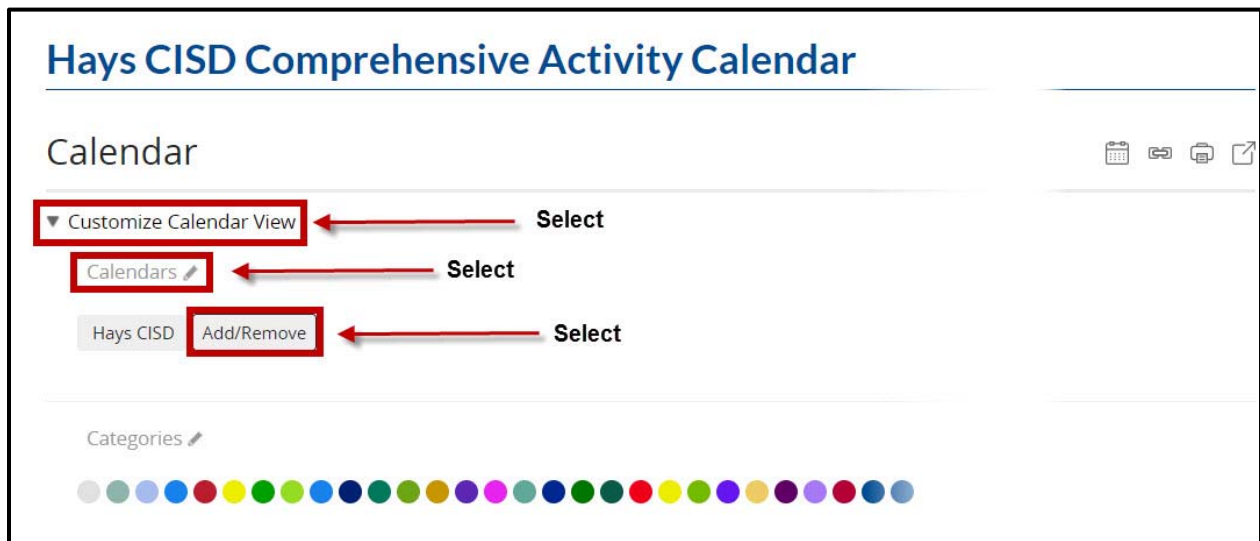 Hays CISD Comprehensive Activity Calendar
Calendar
Customize Calendar View Select
Calendars Select
Hays CISD Add/Remove Select
Categories